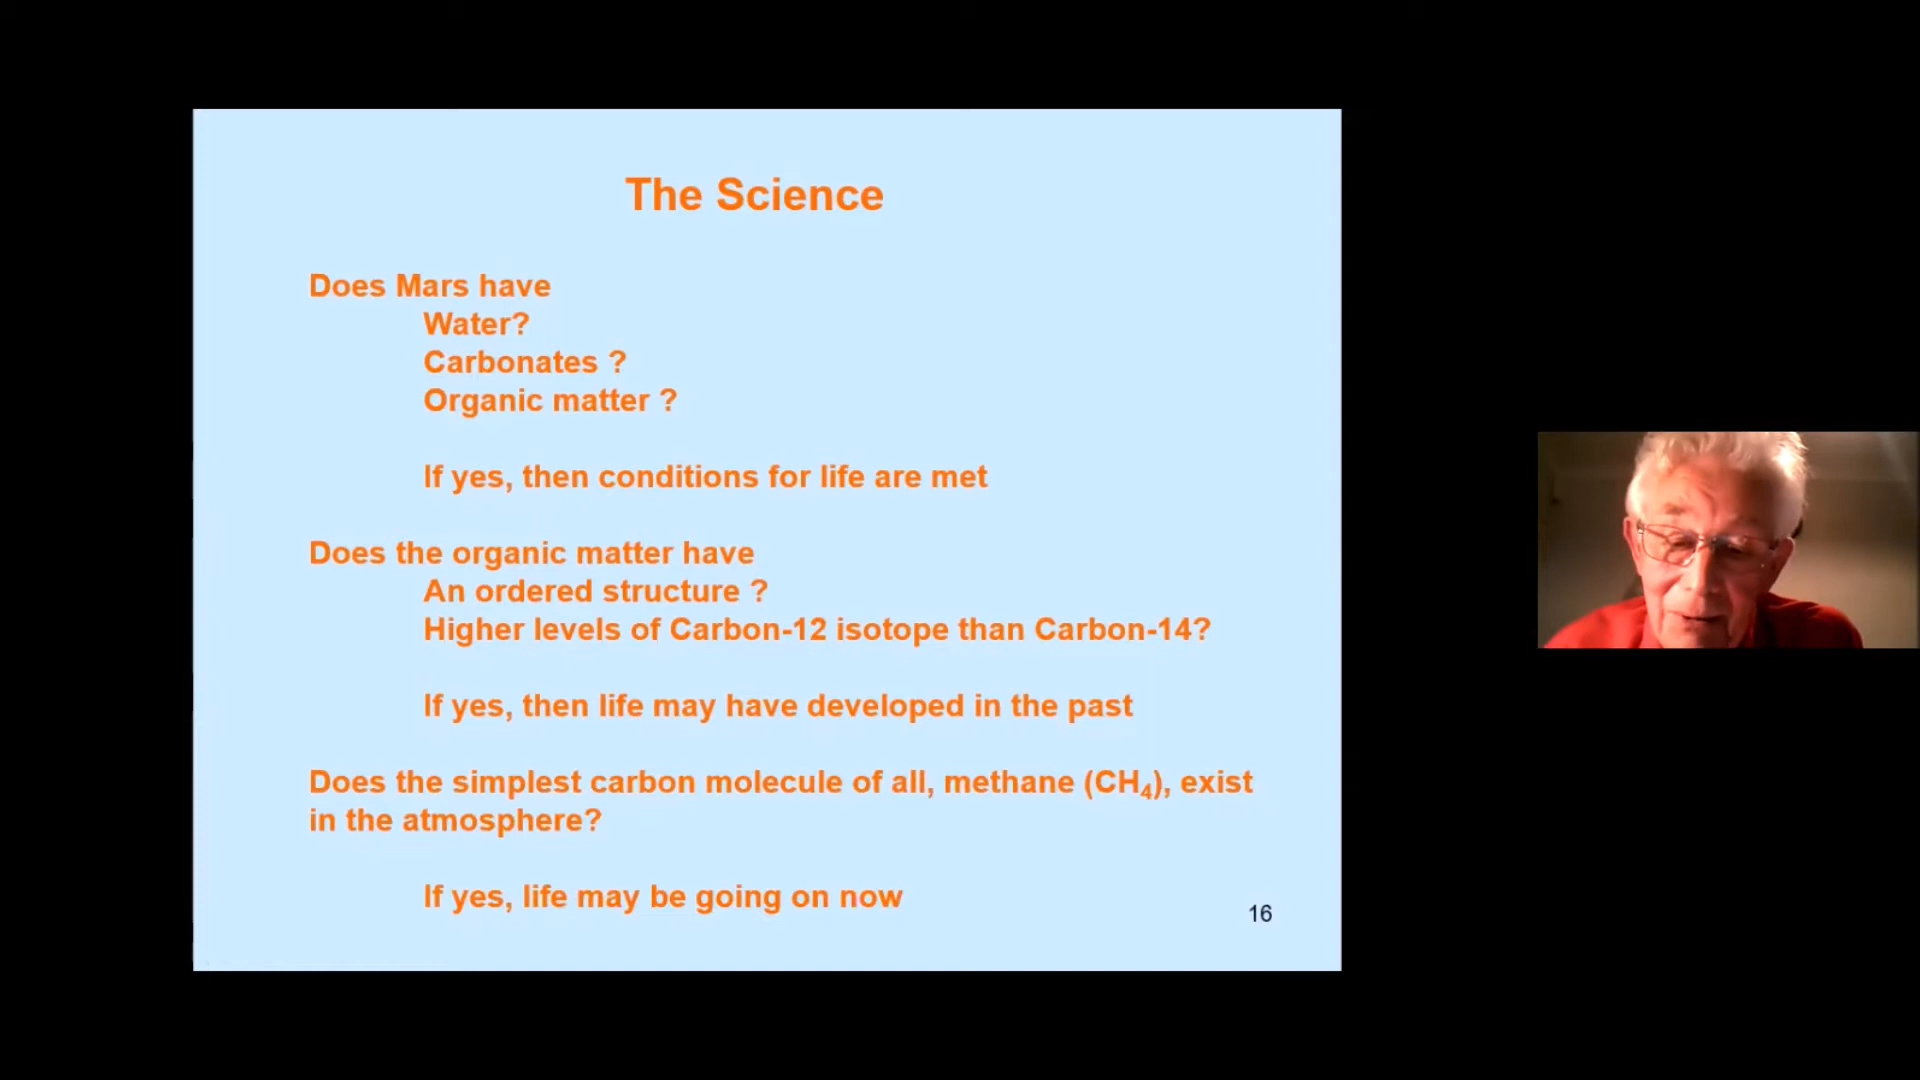 The Science
Does Mars have
Water?
Carbonates ?
Organic matter ?
If yes, then conditions for life are met
Does the organic matter have
An ordered structure ?
Higher levels of Carbon-12 isotope than Carbon-14?
If yes, then life may have developed in the past
Does the simplest carbon molecule of all, methane (CH₄), exist
in the atmosphere?
If yes, life may be going on now
16